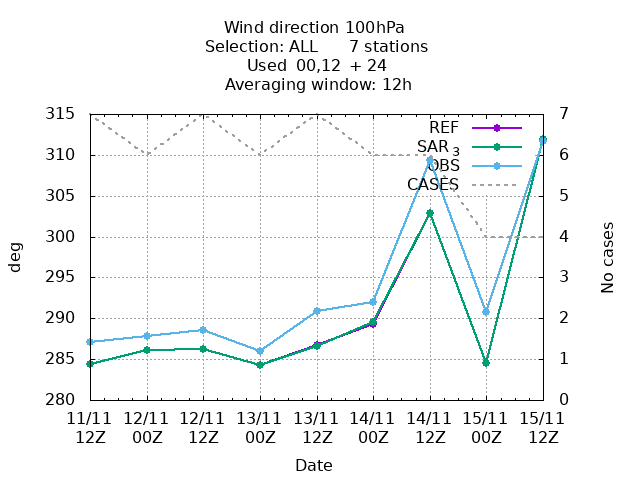 Wind direction 100hPa
Selection: ALL 7 stations
Used 00,12 + 24
Averaging window: 12h
315 7
REF
SAR 3
310 6
OBS
CASES
305 5
300 4
295 3
290 2
285 1
280 0
deg
No cases
11/11 12/11 12/11 13/11 13/11 14/11 14/11 15/11 15/11
12Z 00Z 12Z 00Z 12Z 00Z 12Z 00Z 12Z
Date